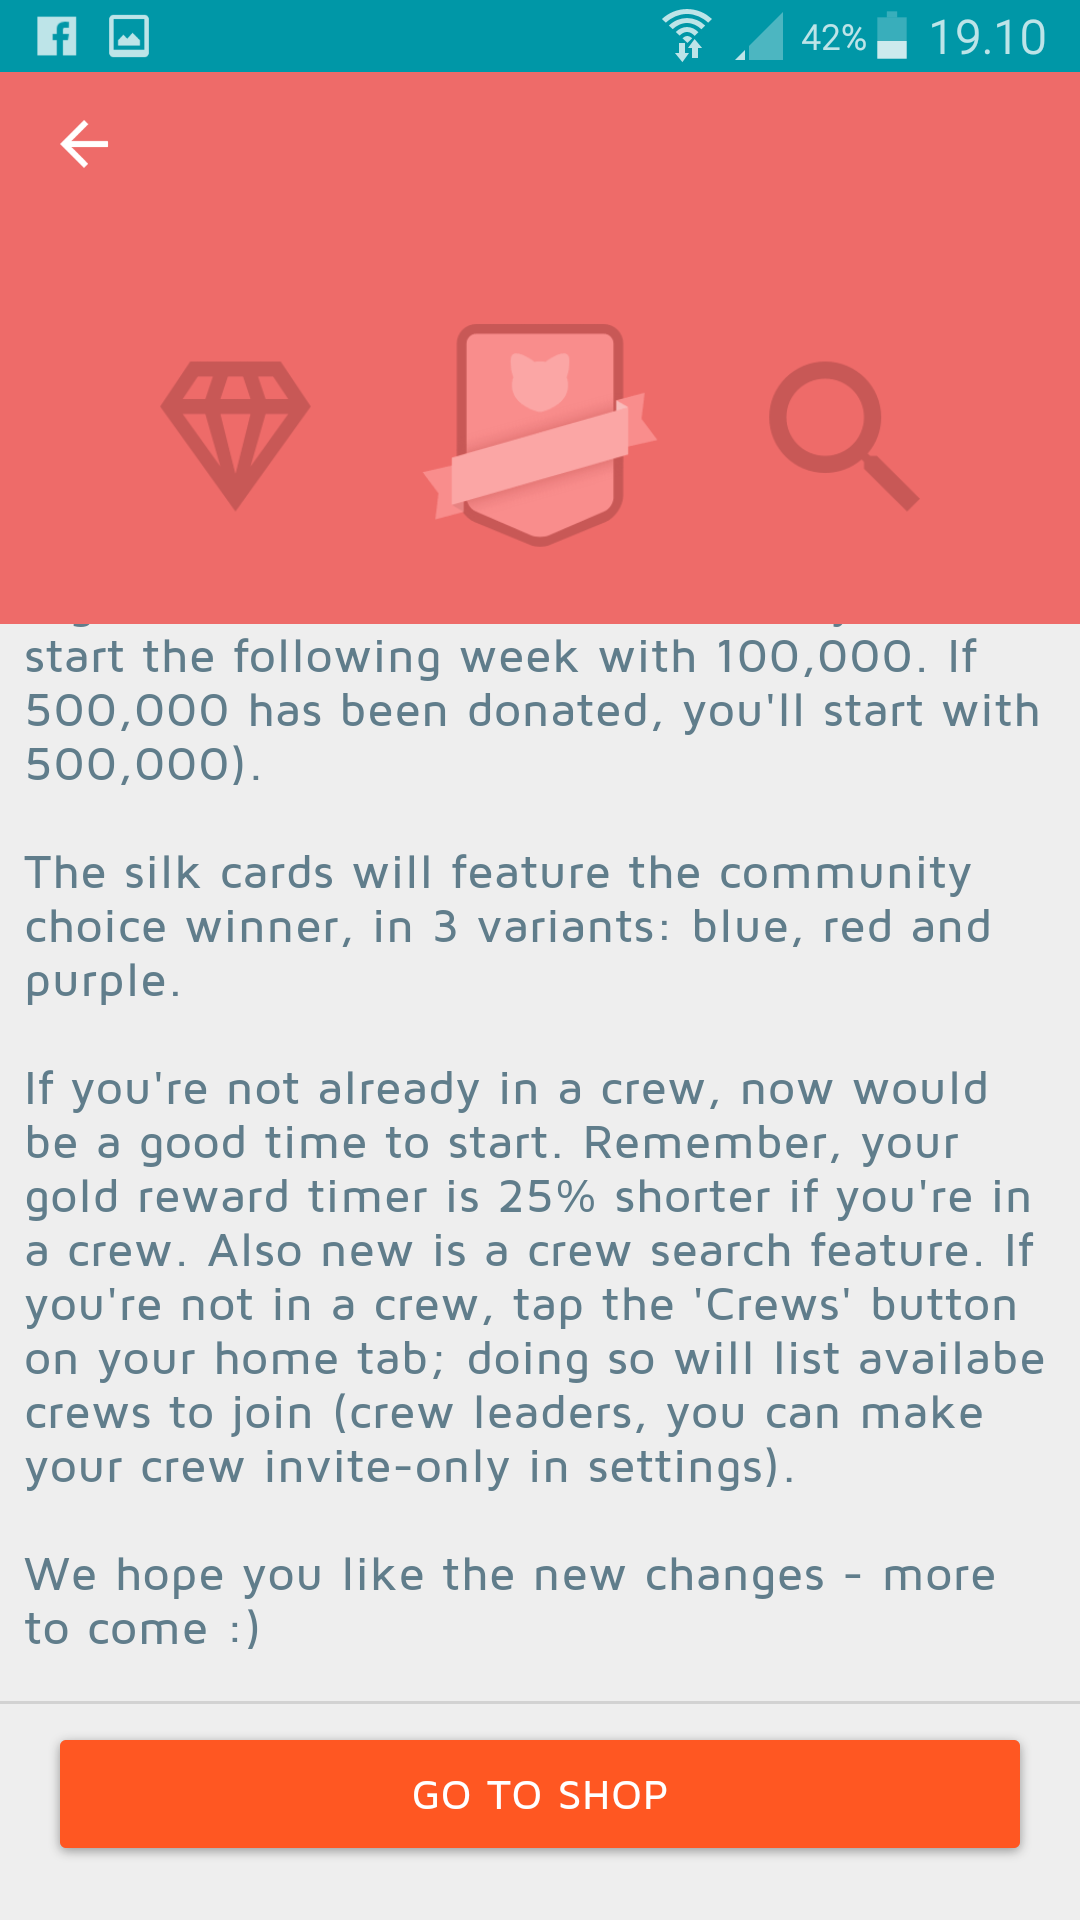 42% 19.10
start the following week with 100,000. If
500,000 has been donated, you'll start with
500,000).
The silk cards will feature the community
choice winner, in 3 variants: blue, red and
purple.
If you're not already in a crew, now would
be a good time to start. Remember, your
gold reward timer is 25% shorter if you're in
a crew. Also new is a crew search feature. If
you're not in a crew, tap the 'Crews' button
on your home tab; doing so will list availabe
crews to join (crew leaders, you can make
your crew invite-only in settings).
We hope you like the new changes - more
to come :)
GO TO SHOP